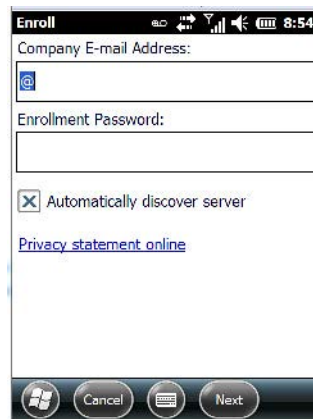 Enroll 8:54
Company E-mail Address:
@
Enrollment Password:
Automatically discover server
Privacy statement online
Cancel Next